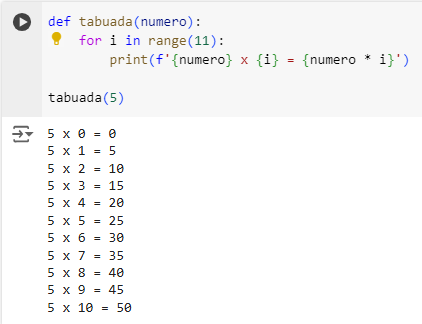 def tabuada(numero):
    for i in range(11):
        print(f'{numero} x {i} = {numero * i}')
tabuada(5)
5 x 0 = 0
5 x 1 = 5
5 x 2 = 10
5 x 3 = 15
5 x 4 = 20
5 x 5 = 25
5 x 6 = 30
5 x 7 = 35
5 x 8 = 40
5 x 9 = 45
5 x 10 = 50